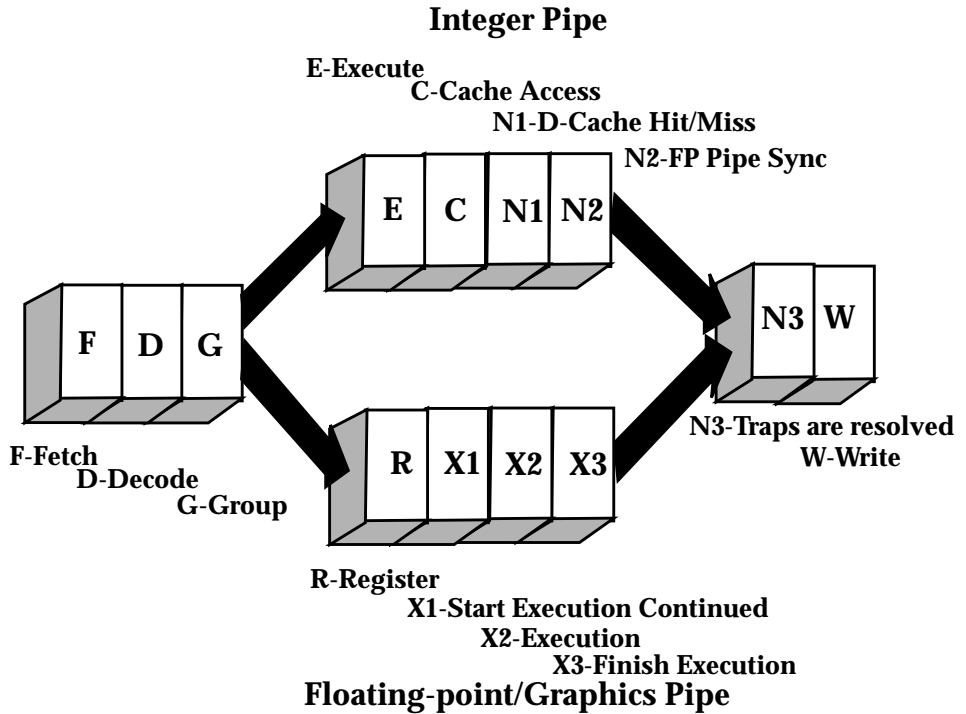 Integer Pipe
E-Execute
C-Cache Access
N1-D-Cache Hit/Miss
N2-FP Pipe Sync
E C N1 N2
F D G
N3 W
F-Fetch
D-Decode
G-Group
N3-Traps are resolved
W-Write
R X1 X2 X3
R-Register
X1-Start Execution Continued
X2-Execution
X3-Finish Execution
Floating-point/Graphics Pipe